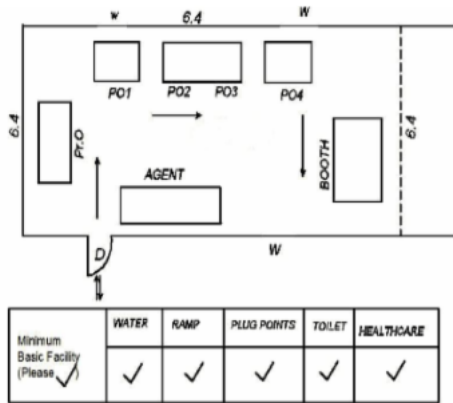 w 6.4 W
6.4
PO1 PO2 PO3 PO4
Pr.O
6.4
BOOTH
AGENT
D
W
WATER RAMP PLUG POINTS TOILET HEALTHCARE
Minimum
Basic Facility
(Please ✓) ✓ ✓ ✓ ✓ ✓